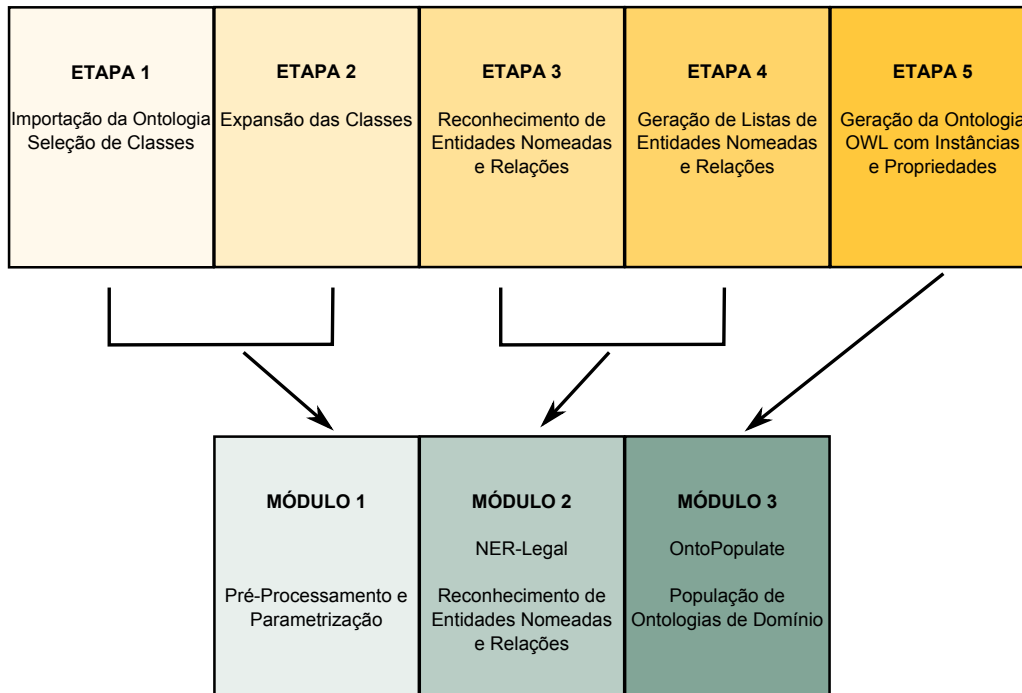 ETAPA 1
Importação da Ontologia
Seleção de Classes
ETAPA 2
Expansão das Classes
ETAPA 3
Reconhecimento de
Entidades Nomeadas
e Relações
ETAPA 4
Geração de Listas de
Entidades Nomeadas
e Relações
ETAPA 5
Geração da Ontologia
OWL com Instâncias
e Propriedades
MÓDULO 1
Pré-Processamento e
Parametrização
MÓDULO 2
NER-Legal
Reconhecimento de
Entidades Nomeadas
e Relações
MÓDULO 3
OntoPopulate
População de
Ontologias de Domínio